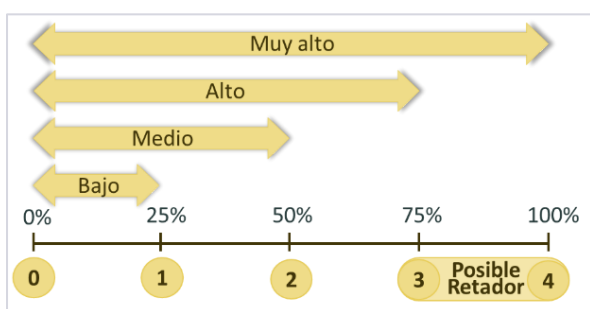 Muy alto
Alto
Medio
Bajo
0% 25% 50% 75% 100%
0 1 2 3 Posible Retador 4